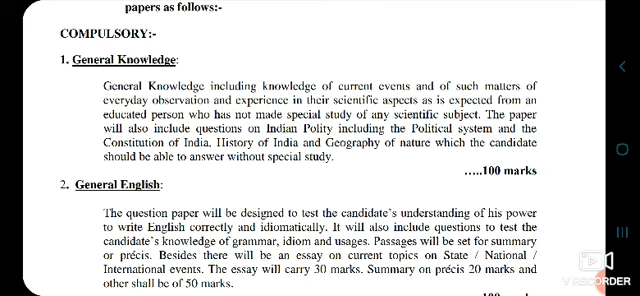 papers as follows:-
COMPULSORY:-
1. General Knowledge:
General Knowledge including knowledge of current events and of such matters of
everyday observation and experience in their scientific aspects as is expected from an
educated person who has not made special study of any scientific subject. The paper
will also include questions on Indian Polity including the Political system and the
Constitution of India, History of India and Geography of nature which the candidate
should be able to answer without special study.
.....100 marks
2. General English:
The question paper will be designed to test the candidate's understanding of his power
to write English correctly and idiomatically. It will also include questions to test the
candidate's knowledge of grammar, idiom and usages. Passages will be set for summary
or précis. Besides there will be an essay on current topics on State / National /
International events. The essay will carry 30 marks. Summary on précis 20 marks and
other shall be of 50 marks.
V RECORDER